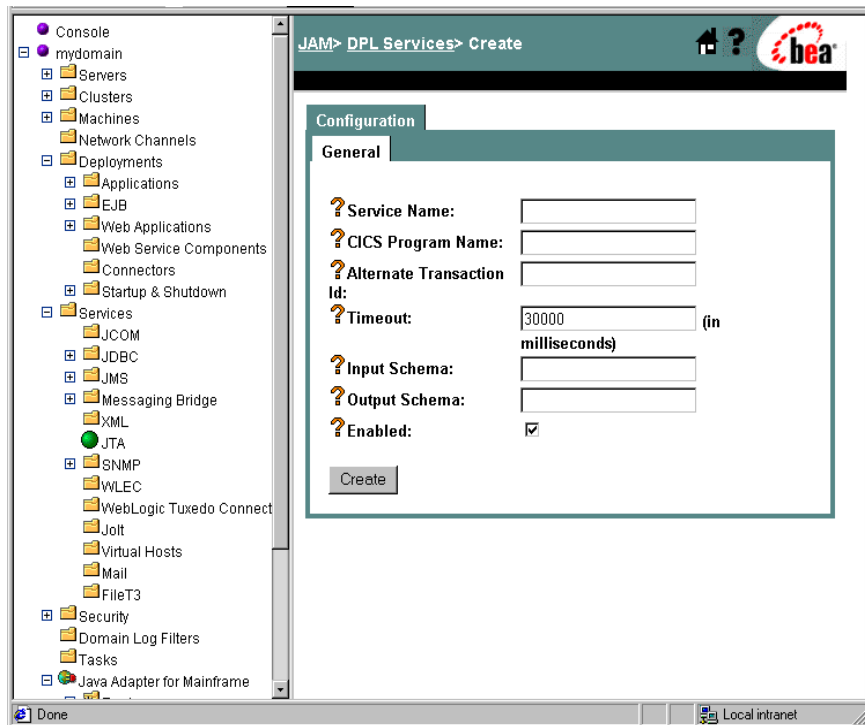 Console
mydomain
Servers
Clusters
Machines
Network Channels
Deployments
Applications
EJB
Web Applications
Web Service Components
Connectors
Startup & Shutdown
Services
JCOM
JDBC
JMS
Messaging Bridge
XML
JTA
SNMP
WLEC
WebLogic Tuxedo Connect
Jolt
Virtual Hosts
Mail
FileT3
Security
Domain Log Filters
Tasks
Java Adapter for Mainframe
JAM> DPL Services> Create
?
bea
Configuration
General
?Service Name:
?CICS Program Name:
?Alternate Transaction
Id:
?Timeout: 30000 (in
milliseconds)
?Input Schema:
?Output Schema:
?Enabled:
Create
Done
Local intranet